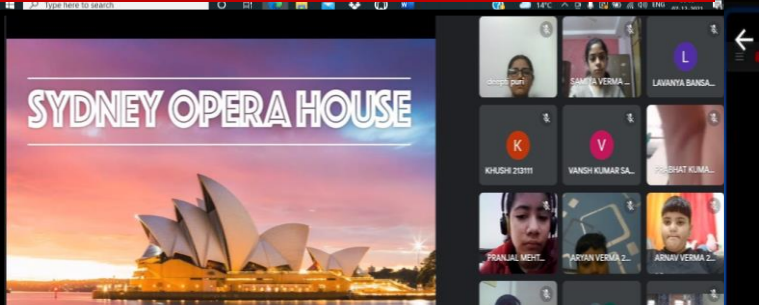 Type here to search
14°C
ENG
SYDNEY OPERA HOUSE
deepti puri
SAMIYA VERMA ...
L
LAVANYA BANSA...
K
KHUSHI 213111
V
VANSH KUMAR SA...
PRABHAT KUMA...
PRANJAL MEHT...
ARYAN VERMA 2...
ARNAV VERMA 2...